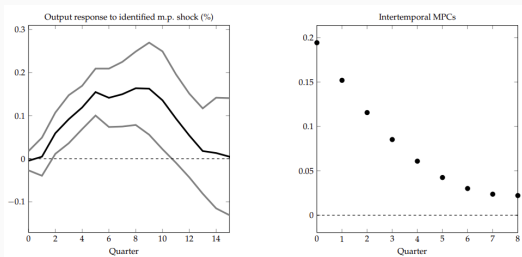 Output response to identified m.p. shock (%)
0.3
0.2
0.1
0
−0.1
0 2 4 6 8 10 12 14
Quarter
Intertemporal MPCs
0.2
0.15
0.1
0.05
0
0 1 2 3 4 5 6 7 8
Quarter